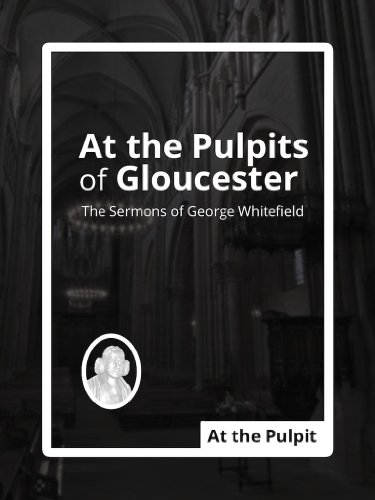 At the Pulpits
of Gloucester
The Sermons of George Whitefield
At the Pulpit